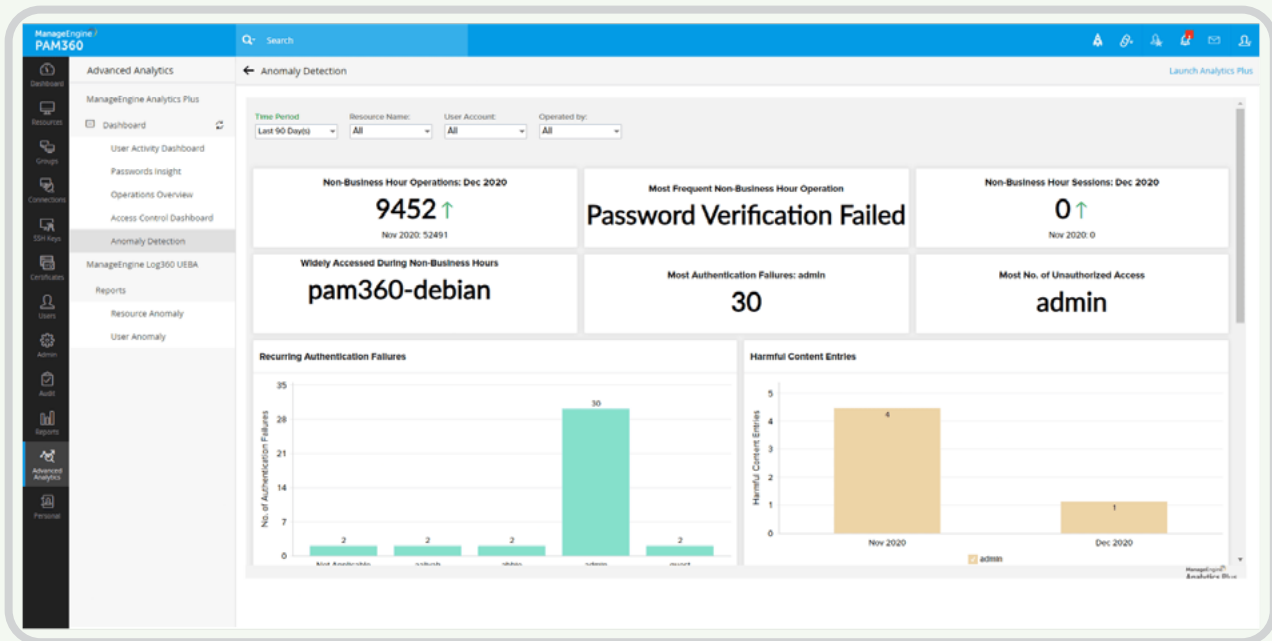 ManageEngine
PAM360
Search
Dashboard
Resources
Groups
Connections
SSH Keys
Certificates
Users
Admin
Audit
Reports
Advanced
Analytics
Personal
Advanced Analytics
ManageEngine Analytics Plus
Dashboard
User Activity Dashboard
Passwords Insight
Operations Overview
Access Control Dashboard
Anomaly Detection
ManageEngine Log360 UEBA
Reports
Resource Anomaly
User Anomaly
Anomaly Detection
Launch Analytics Plus
Time Period
Resource Name:
User Account:
Operated by:
Last 90 Day(s)
All
All
All
Non-Business Hour Operations: Dec 2020
9452↑
Nov 2020: 52491
Most Frequent Non-Business Hour Operation
Password Verification Failed
Non-Business Hour Sessions: Dec 2020
0↑
Nov 2020: 0
Widely Accessed During Non-Business Hours
pam360-debian
Most Authentication Failures: admin
30
Most No. of Unauthorized Access
admin
Recurring Authentication Failures
No. of Authentication Failures
35
28
21
14
7
0
2
2
2
30
2
Not Applicable
admin
guest
Harmful Content Entries
Harmful Content Entries
5
4
3
2
1
0
4
1
Nov 2020
Dec 2020
admin
ManageEngine
Analytics Plus